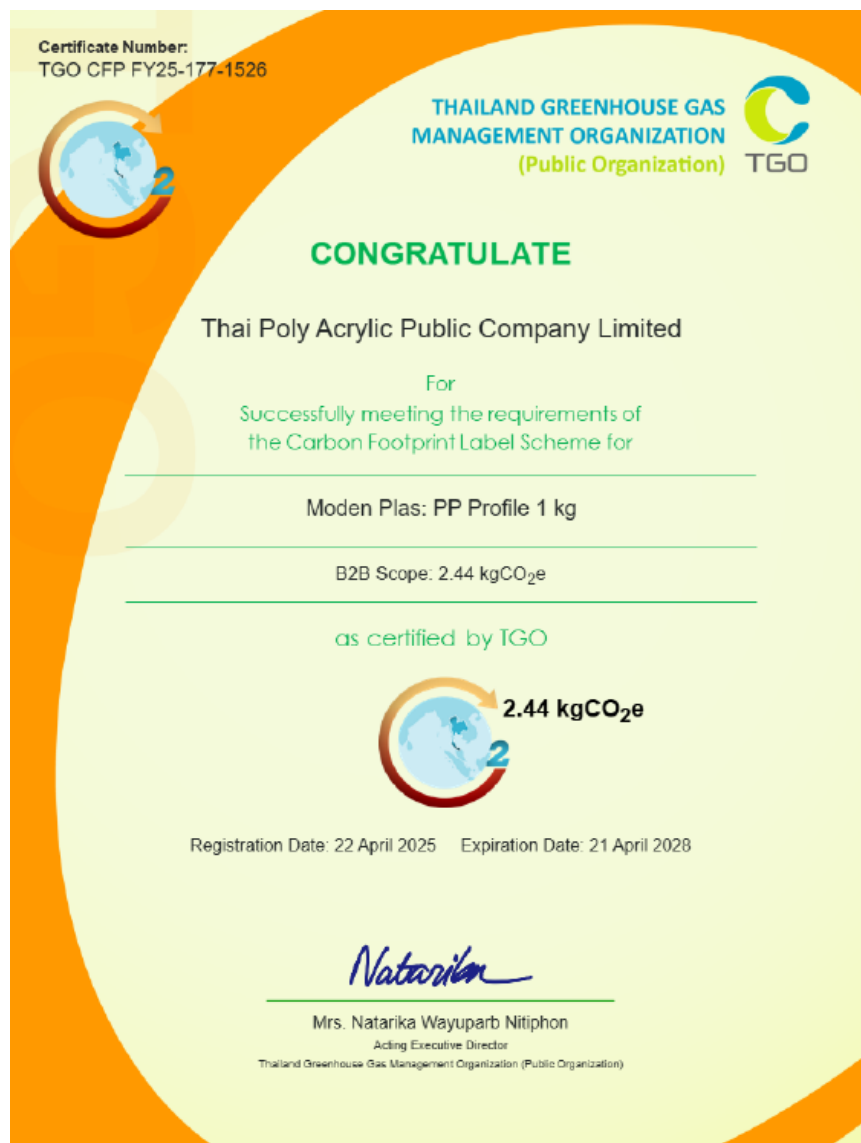 Certificate Number:
TGO CFP FY25-177-1526
THAILAND GREENHOUSE GAS
MANAGEMENT ORGANIZATION
(Public Organization)
TGO
2
CONGRATULATE
Thai Poly Acrylic Public Company Limited
For
Successfully meeting the requirements of
the Carbon Footprint Label Scheme for
Moden Plas: PP Profile 1 kg
B2B Scope: 2.44 kgCO₂e
as certified by TGO
2.44 kgCO₂e
2
Registration Date: 22 April 2025 Expiration Date: 21 April 2028
Natarika
Mrs. Natarika Wayuparb Nitiphon
Acting Executive Director
Thailand Greenhouse Gas Management Organization (Public Organization)